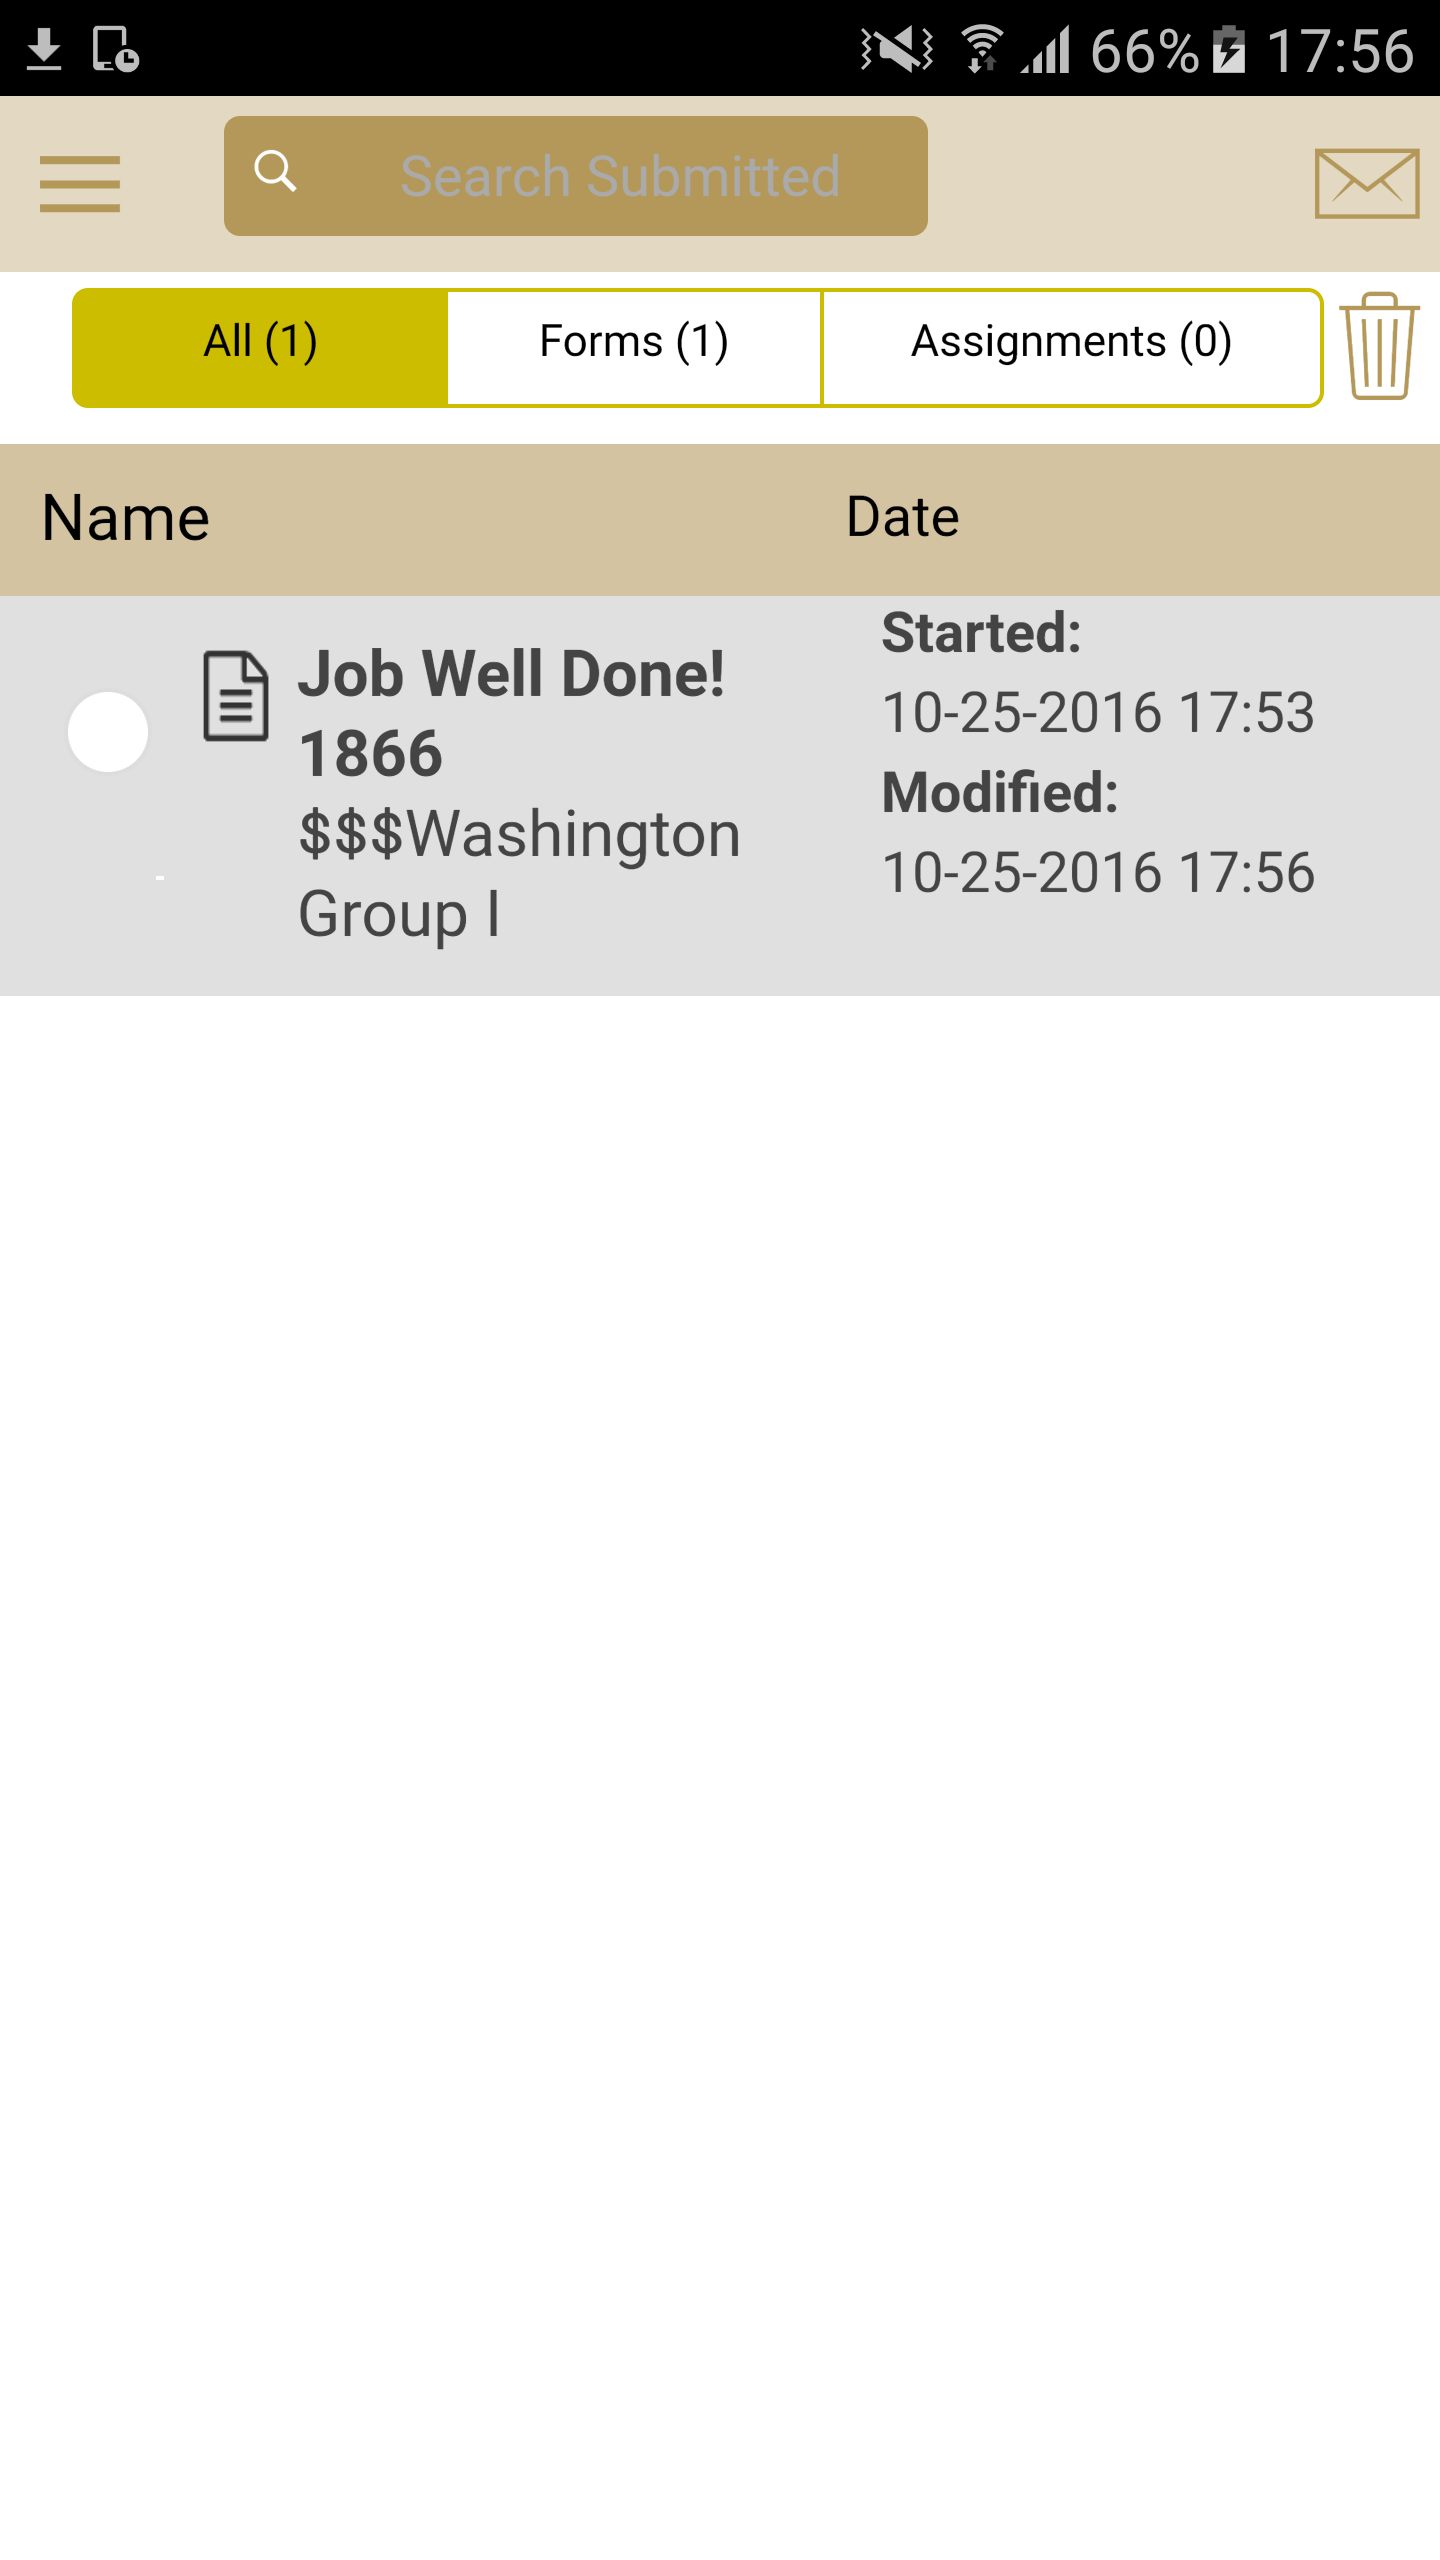 66% 17:56
Search Submitted
All (1) Forms (1) Assignments (0)
Name Date
Job Well Done!
1866
$$$Washington
Group I
Started:
10-25-2016 17:53
Modified:
10-25-2016 17:56